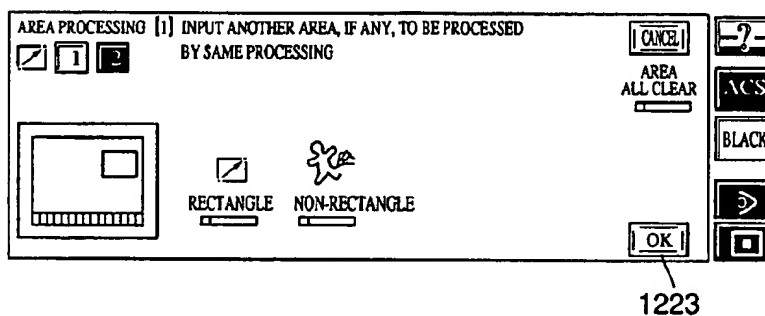 AREA PROCESSING [1] INPUT ANOTHER AREA, IF ANY, TO BE PROCESSED
BY SAME PROCESSING
1 2
CANCEL
-?-
AREA
ALL CLEAR
ACS
BLACK
RECTANGLE NON-RECTANGLE
OK
1223